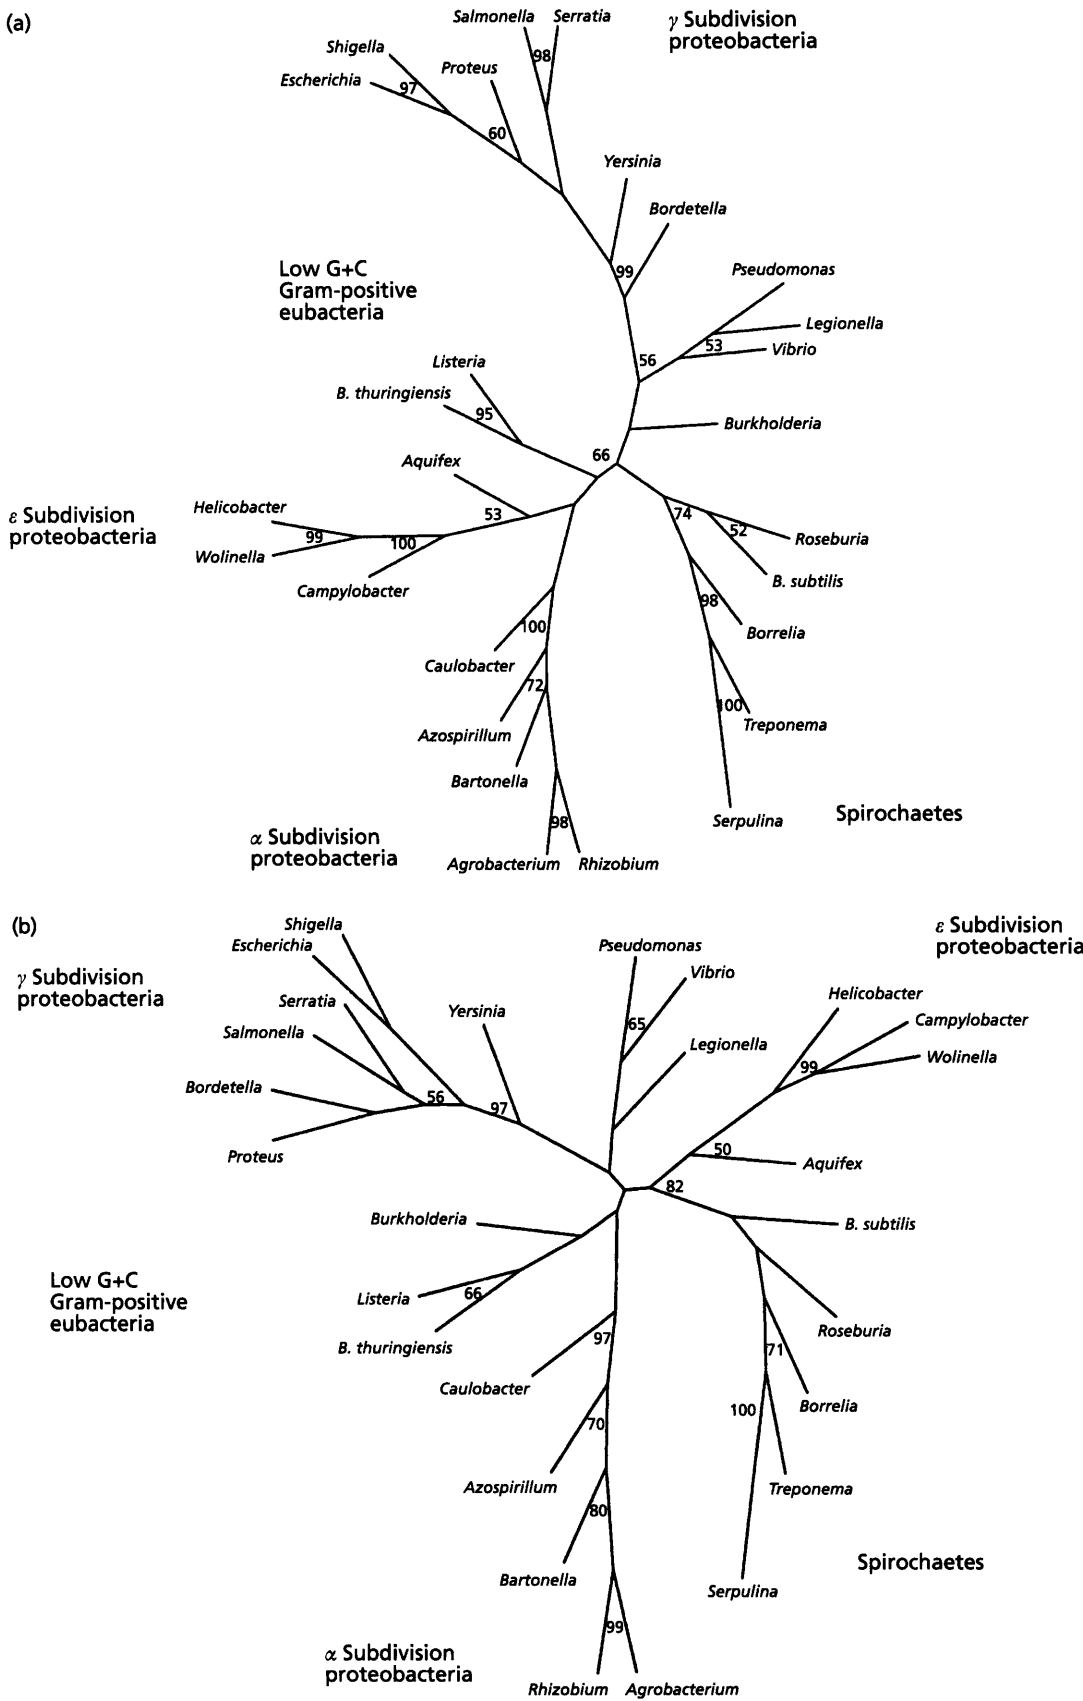 (a)
Salmonella
Serratia
γ Subdivision
proteobacteria
Shigella
98
Proteus
Escherichia
97
60
Yersinia
Bordetella
Low G+C
Gram-positive
eubacteria
99
Pseudomonas
Legionella
53
Vibrio
56
Listeria
B. thuringiensis
95
Burkholderia
66
Aquifex
ε Subdivision
proteobacteria
Helicobacter
53
74
99
100
52
Roseburia
Wolinella
B. subtilis
Campylobacter
98
100
Borrelia
Caulobacter
72
100
Treponema
Azospirillum
Bartonella
Spirochaetes
Serpulina
98
α Subdivision
proteobacteria
Agrobacterium
Rhizobium
(b)
Shigella
Escherichia
Pseudomonas
ε Subdivision
proteobacteria
γ Subdivision
proteobacteria
Vibrio
Serratia
Helicobacter
Yersinia
Campylobacter
65
Salmonella
Legionella
Wolinella
99
Bordetella
56
97
Proteus
50
Aquifex
82
Burkholderia
B. subtilis
Low G+C
Gram-positive
eubacteria
Listeria
66
Roseburia
97
B. thuringiensis
71
Caulobacter
Borrelia
100
70
Azospirillum
Treponema
80
Bartonella
Spirochaetes
Serpulina
99
α Subdivision
proteobacteria
Rhizobium
Agrobacterium